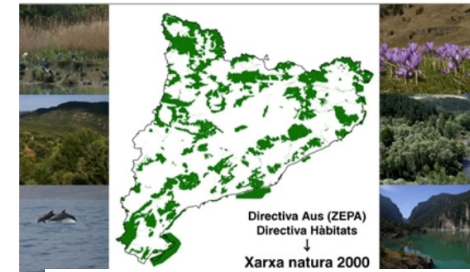 Directiva Aus (ZEPA)
Directiva Hàbitats
↓
Xarxa natura 2000